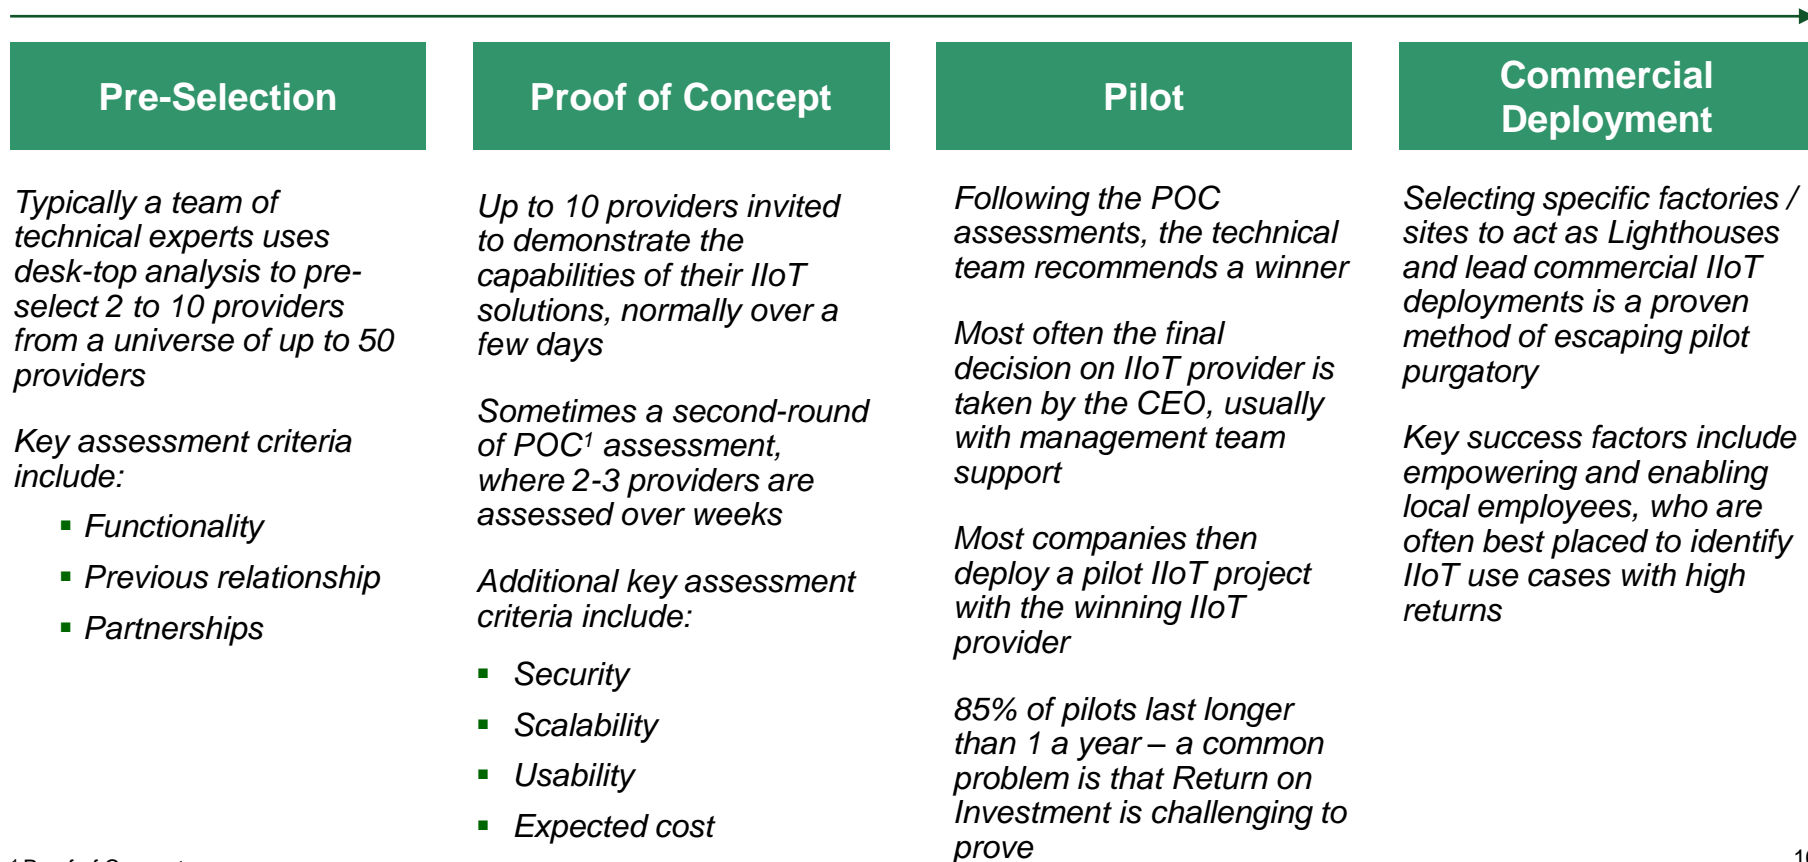 Pre-Selection
Typically a team of
technical experts uses
desk-top analysis to pre-
select 2 to 10 providers
from a universe of up to 50
providers
Key assessment criteria
include:
▪ Functionality
▪ Previous relationship
▪ Partnerships
Proof of Concept
Up to 10 providers invited
to demonstrate the
capabilities of their IIoT
solutions, normally over a
few days
Sometimes a second-round
of POC¹ assessment,
where 2-3 providers are
assessed over weeks
Additional key assessment
criteria include:
▪ Security
▪ Scalability
▪ Usability
▪ Expected cost
Pilot
Following the POC
assessments, the technical
team recommends a winner
Most often the final
decision on IIoT provider is
taken by the CEO, usually
with management team
support
Most companies then
deploy a pilot IIoT project
with the winning IIoT
provider
85% of pilots last longer
than 1 a year – a common
problem is that Return on
Investment is challenging to
prove
Commercial
Deployment
Selecting specific factories /
sites to act as Lighthouses
and lead commercial IIoT
deployments is a proven
method of escaping pilot
purgatory
Key success factors include
empowering and enabling
local employees, who are
often best placed to identify
IIoT use cases with high
returns